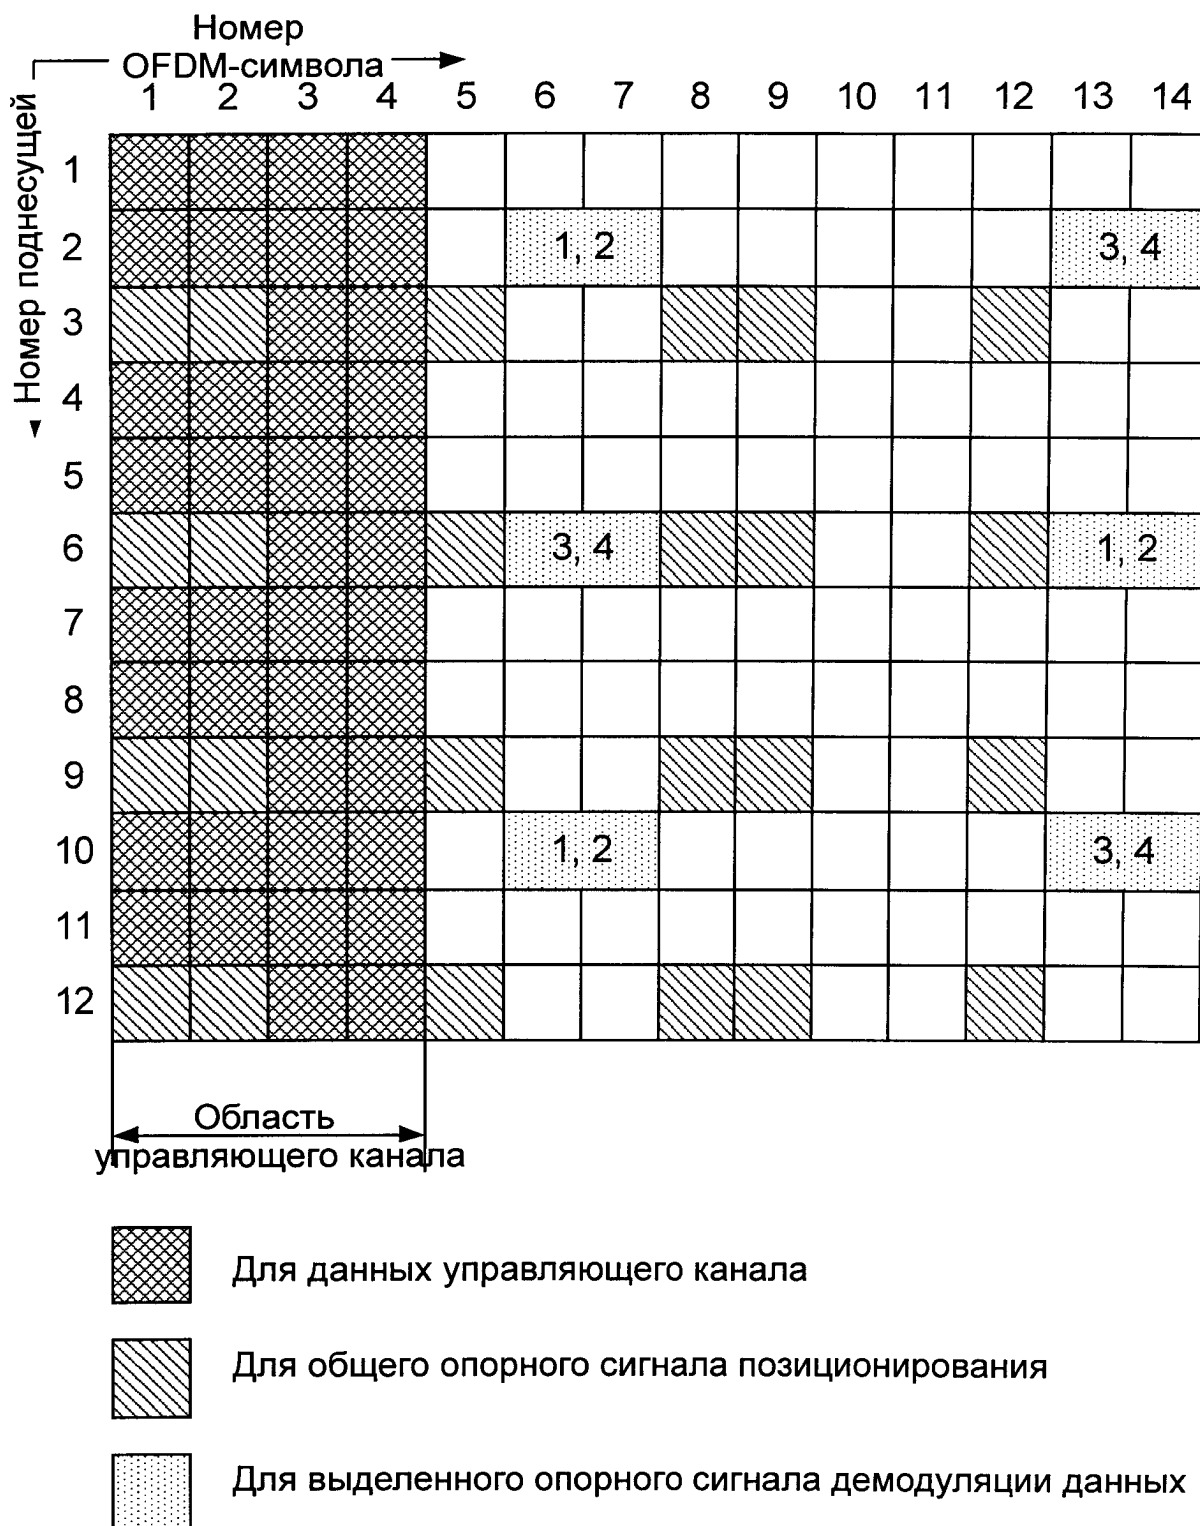 Номер
OFDM-символа
1 2 3 4 5 6 7 8 9 10 11 12 13 14
Номер поднесущей
1
2 1, 2 3, 4
3
4
5
6 3, 4 1, 2
7
8
9
10 1, 2 3, 4
11
12
Область
управляющего канала
Для данных управляющего канала
Для общего опорного сигнала позиционирования
Для выделенного опорного сигнала демодуляции данных